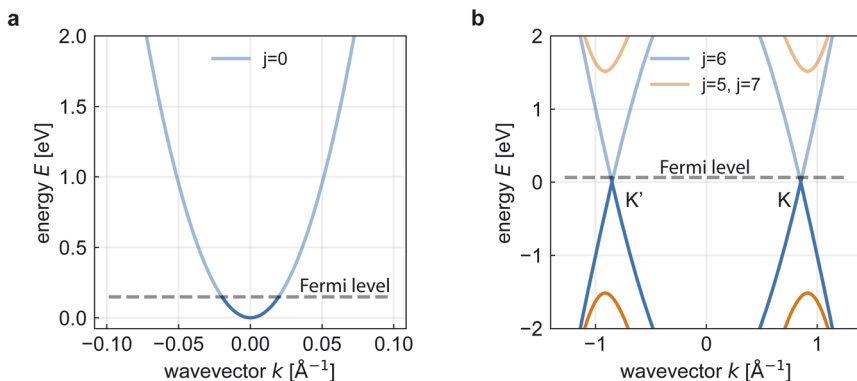 a
2.0
1.5
1.0
0.5
0.0
energy E [eV]
j=0
Fermi level
−0.10 −0.05 0.00 0.05 0.10
wavevector k [Å⁻¹]
b
2
1
0
−1
−2
energy E [eV]
j=6
j=5, j=7
Fermi level
K’ K
−1 0 1
wavevector k [Å⁻¹]